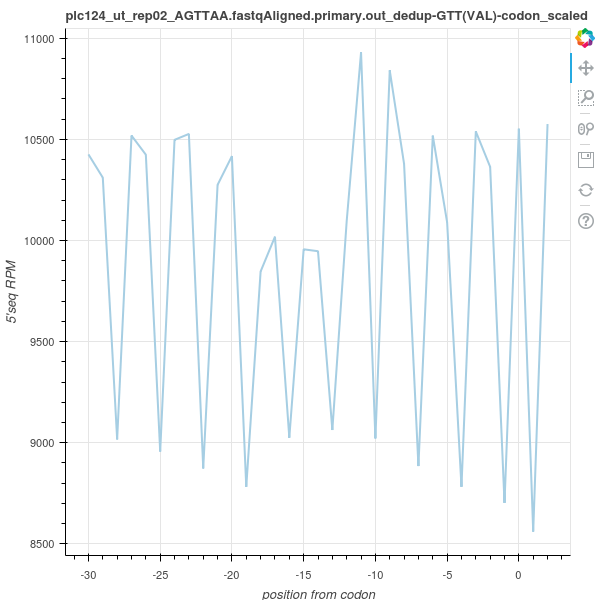 plc124_ut_rep02_AGTTAA.fastqAligned.primary.out_dedup-GTT(VAL)-codon_scaled
11000
10500
10000
9500
9000
8500
5'seq RPM
-30 -25 -20 -15 -10 -5 0
position from codon